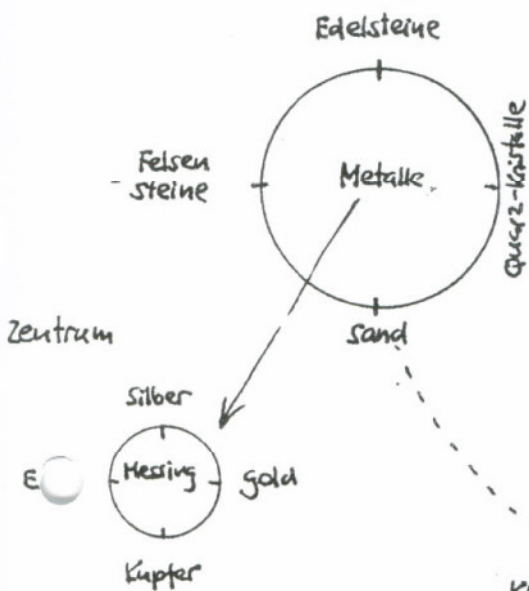 Edelsteine
Felsen
steine
Metalle
Quarz-Kristalle
Sand
Zentrum
Silber
E
Messing
gold
Kupfer